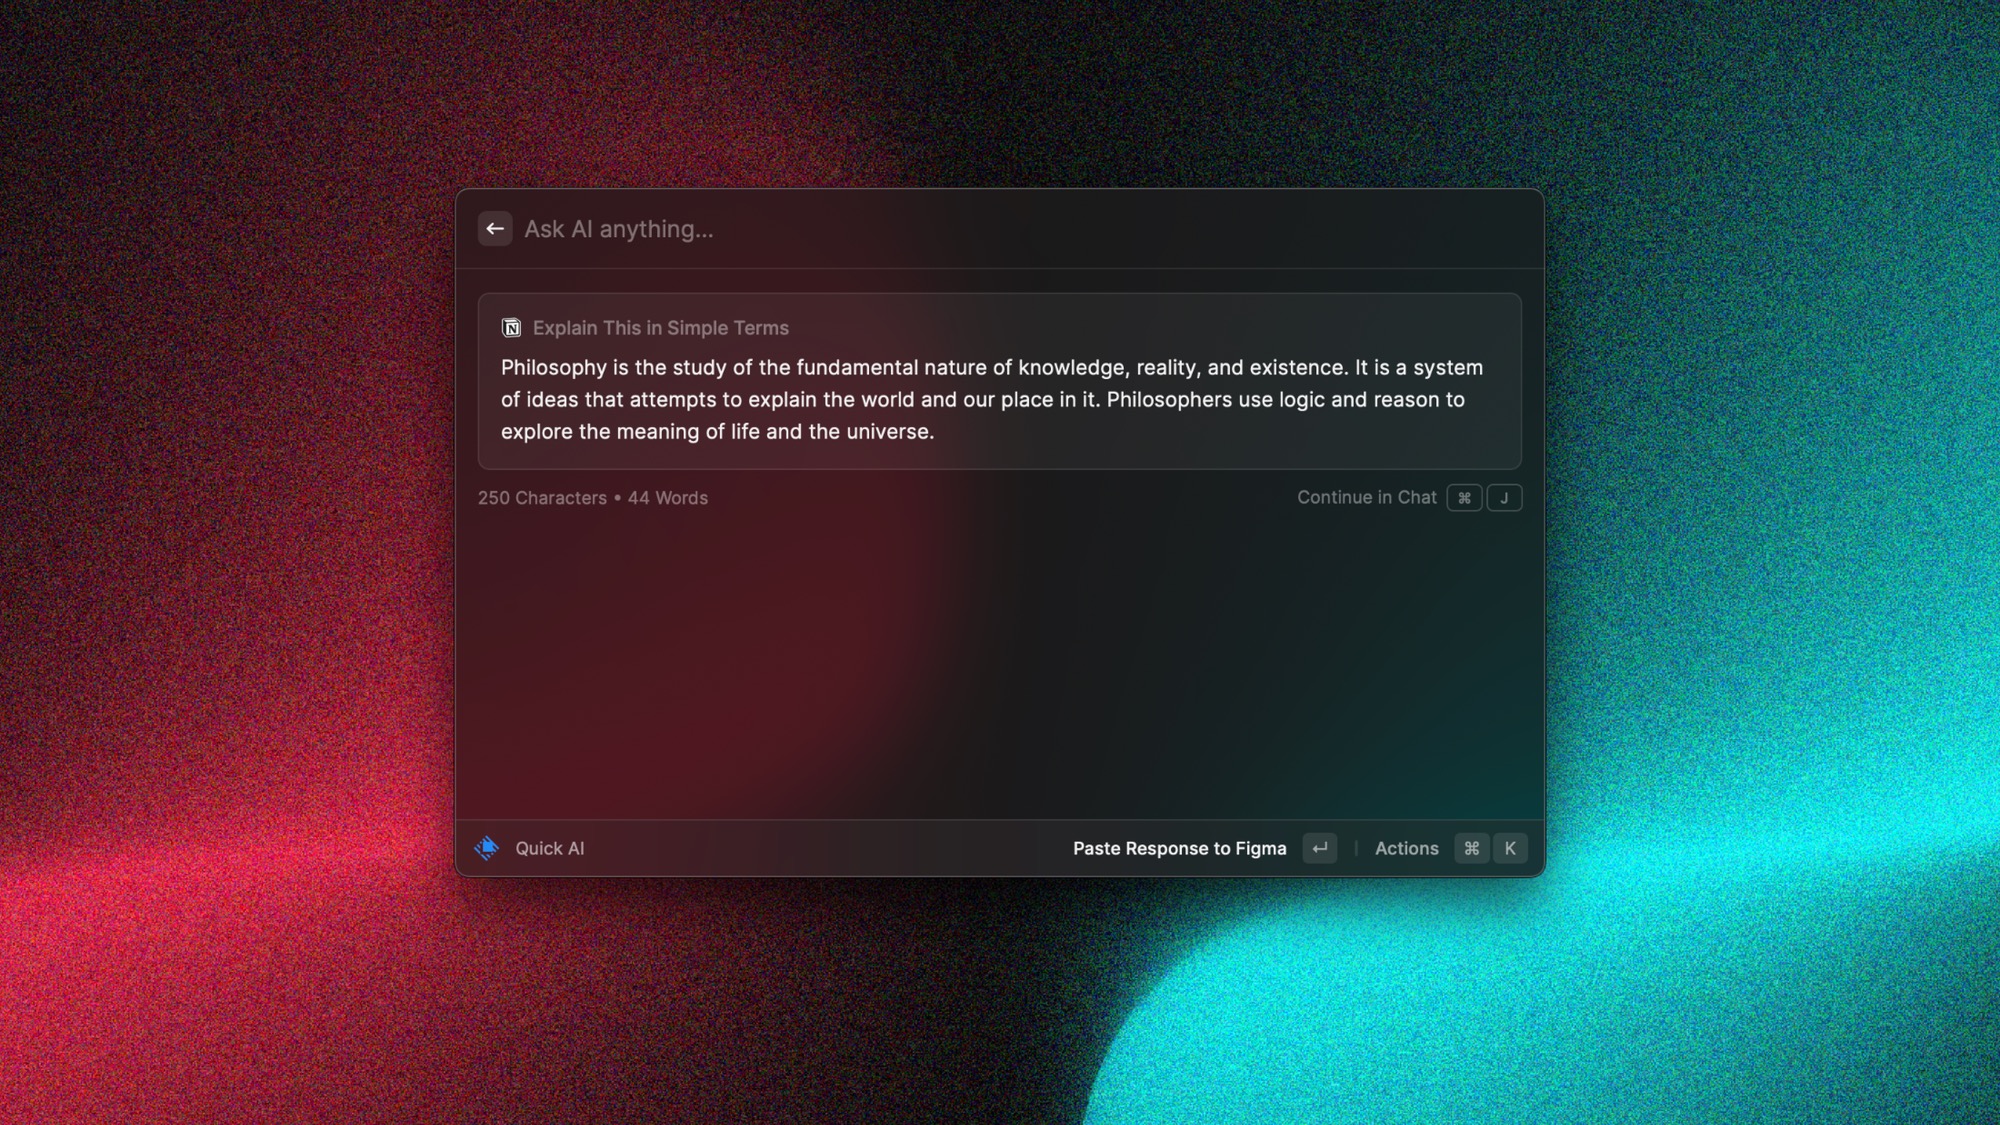 Ask AI anything...
Explain This in Simple Terms
Philosophy is the study of the fundamental nature of knowledge, reality, and existence. It is a system
of ideas that attempts to explain the world and our place in it. Philosophers use logic and reason to
explore the meaning of life and the universe.
250 Characters • 44 Words
Continue in Chat ⌘ J
Quick AI
Paste Response to Figma ↵
Actions ⌘ K